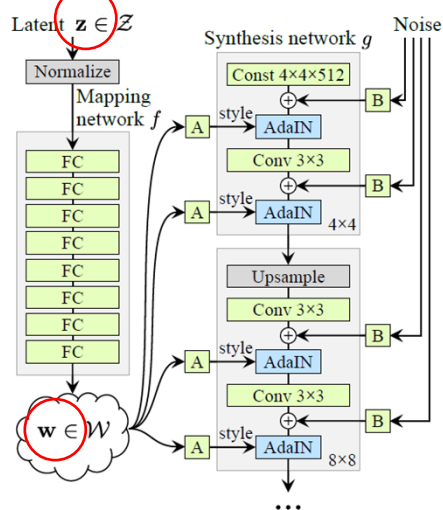 Latent z ∈ Z
Normalize
Mapping
network f
FC
FC
FC
FC
FC
FC
FC
FC
w ∈ W
Synthesis network g
Noise
Const 4×4×512
B
A
style
AdaIN
Conv 3×3
B
A
style
AdaIN
4×4
Upsample
Conv 3×3
B
A
style
AdaIN
Conv 3×3
B
A
style
AdaIN
8×8
...